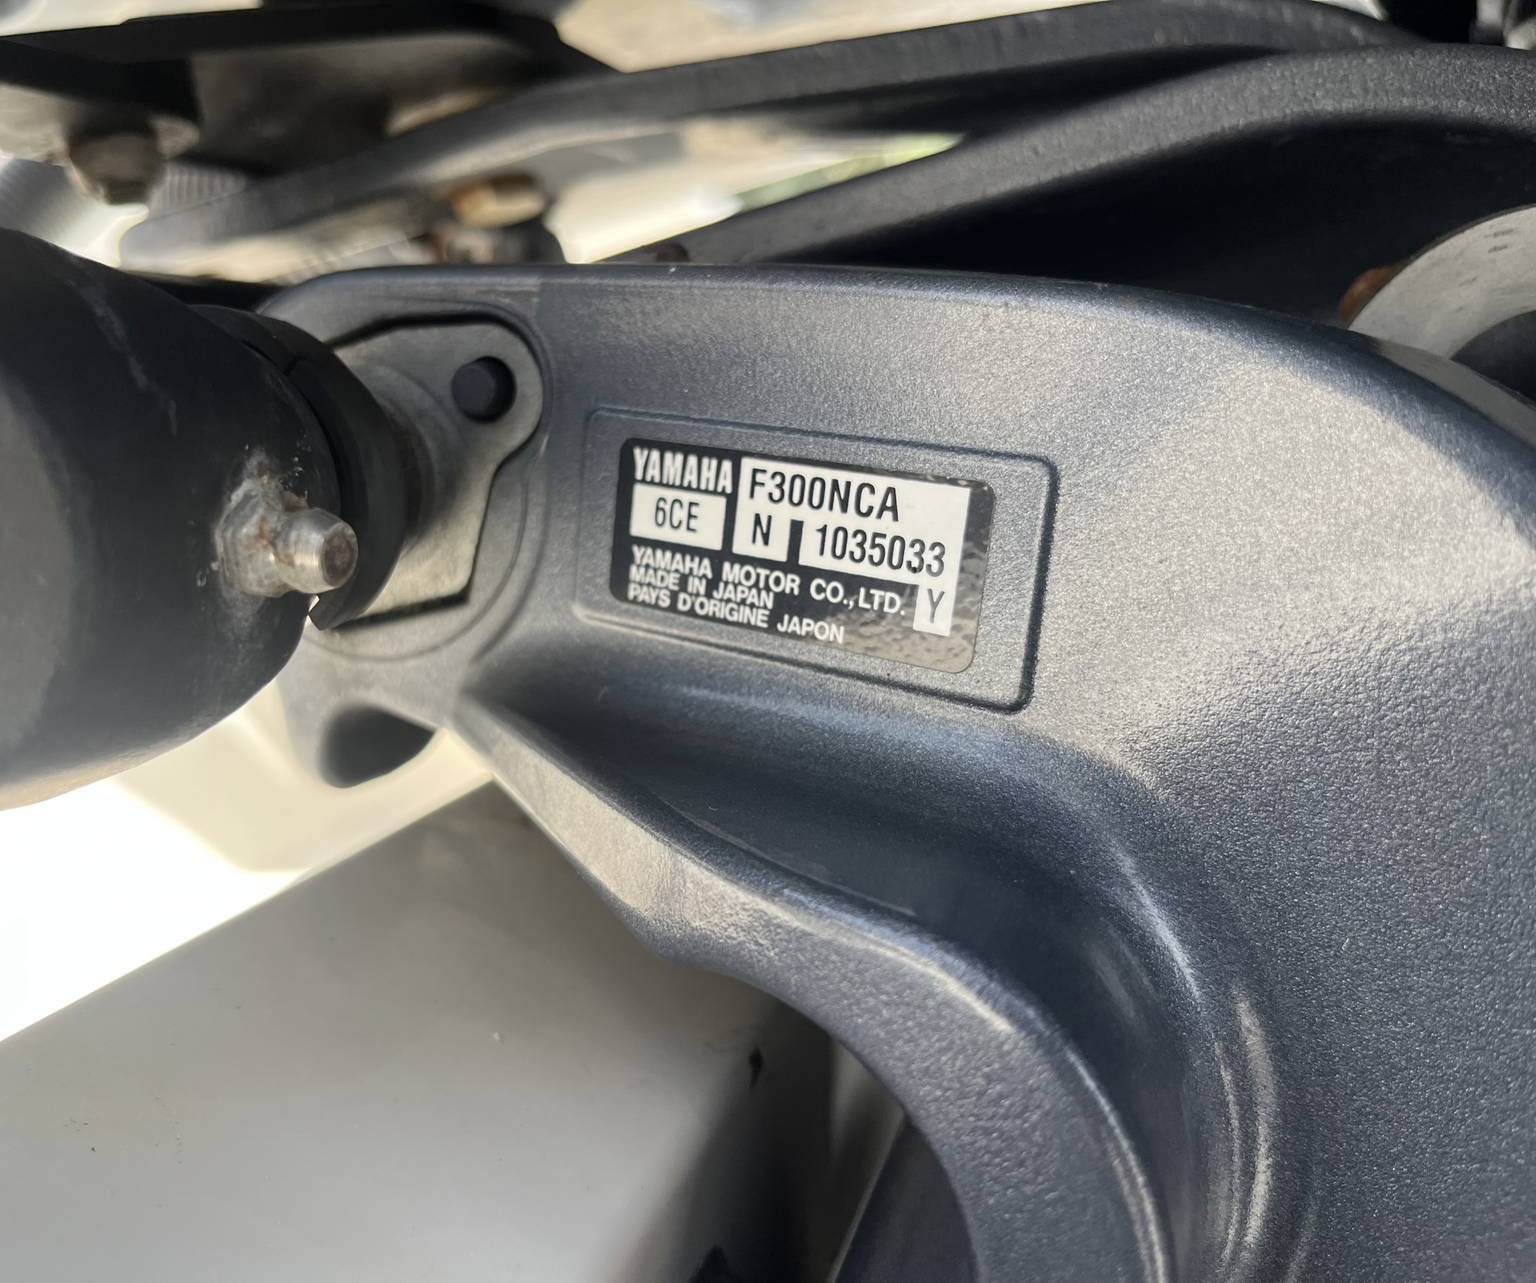 YAMAHA F300NCA
6CE N 1035033
YAMAHA MOTOR CO.,LTD. Y
MADE IN JAPAN
PAYS D'ORIGINE JAPON